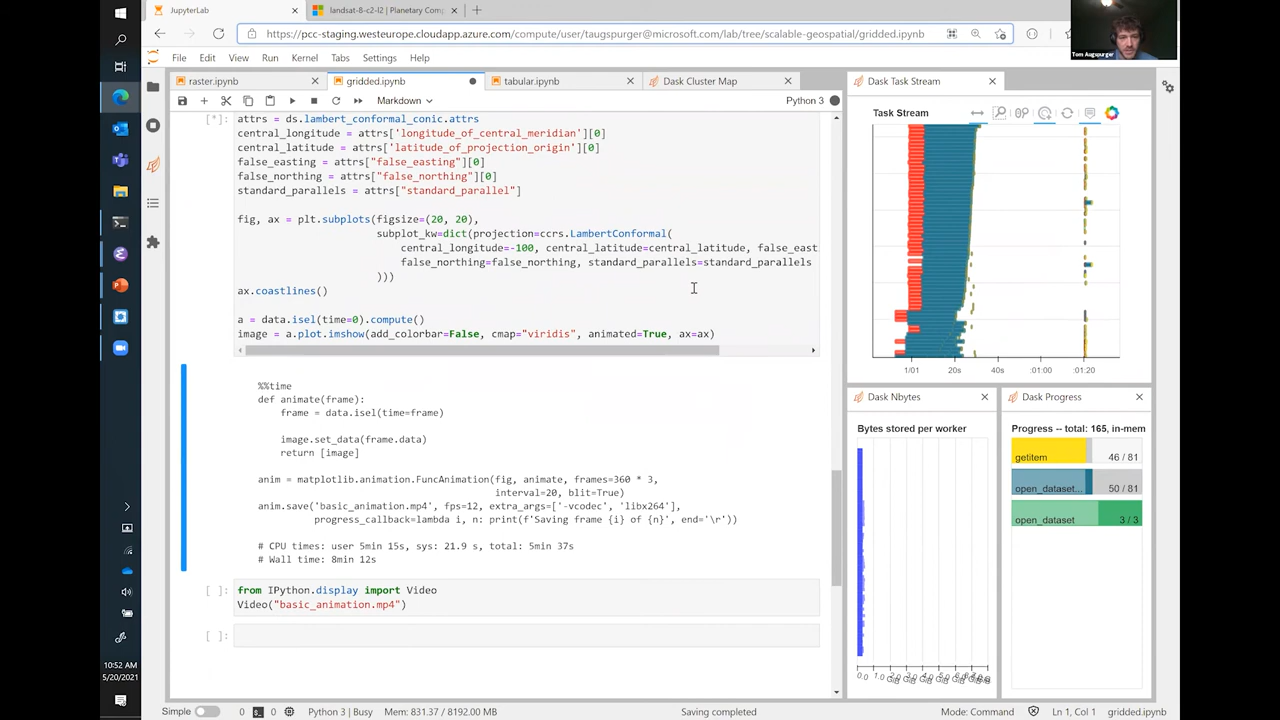 JupyterLab
landsat-8-c2-l2 | Planetary Comp
https://pcc-staging.westeurope.cloudapp.azure.com/compute/user/taugspurger@microsoft.com/lab/tree/scalable-geospatial/gridded.ipynb
Tom Augspurger
File Edit View Run Kernel Tabs Settings Help
raster.ipynb
gridded.ipynb
tabular.ipynb
Dask Cluster Map
Dask Task Stream
Markdown
Python 3
Task Stream
[*]:
attrs = ds.lambert_conformal_conic.attrs
central_longitude = attrs['longitude_of_central_meridian'][0]
central_latitude = attrs['latitude_of_projection_origin'][0]
false_easting = attrs["false_easting"][0]
false_northing = attrs["false_northing"][0]
standard_parallels = attrs["standard_parallel"]
fig, ax = plt.subplots(figsize=(20, 20),
subplot_kw=dict(projection=ccrs.LambertConformal(
central_longitude=-100, central_latitude=central_latitude, false_east
false_northing=false_northing, standard_parallels=standard_parallels
)))
ax.coastlines()
a = data.isel(time=0).compute()
image = a.plot.imshow(add_colorbar=False, cmap="viridis", animated=True, ax=ax)
1/01 20s 40s :01:00 :01:20
%%time
def animate(frame):
frame = data.isel(time=frame)
image.set_data(frame.data)
return [image]
anim = matplotlib.animation.FuncAnimation(fig, animate, frames=360 * 3,
interval=20, blit=True)
anim.save('basic_animation.mp4', fps=12, extra_args=['-vcodec', 'libx264'],
progress_callback=lambda i, n: print(f'Saving frame {i} of {n}', end='\r'))
# CPU times: user 5min 15s, sys: 21.9 s, total: 5min 37s
# Wall time: 8min 12s
[ ]:
from IPython.display import Video
Video("basic_animation.mp4")
[ ]:
Dask Nbytes
Bytes stored per worker
0.0
Dask Progress
Progress -- total: 165, in-mem
getitem 46 / 81
open_dataset... 50 / 81
open_dataset 3 / 3
10:52 AM
5/20/2021
Simple
0
0
Python 3 | Busy
Mem: 831.37 / 8192.00 MB
Saving completed
Mode: Command
Ln 1, Col 1
gridded.ipynb